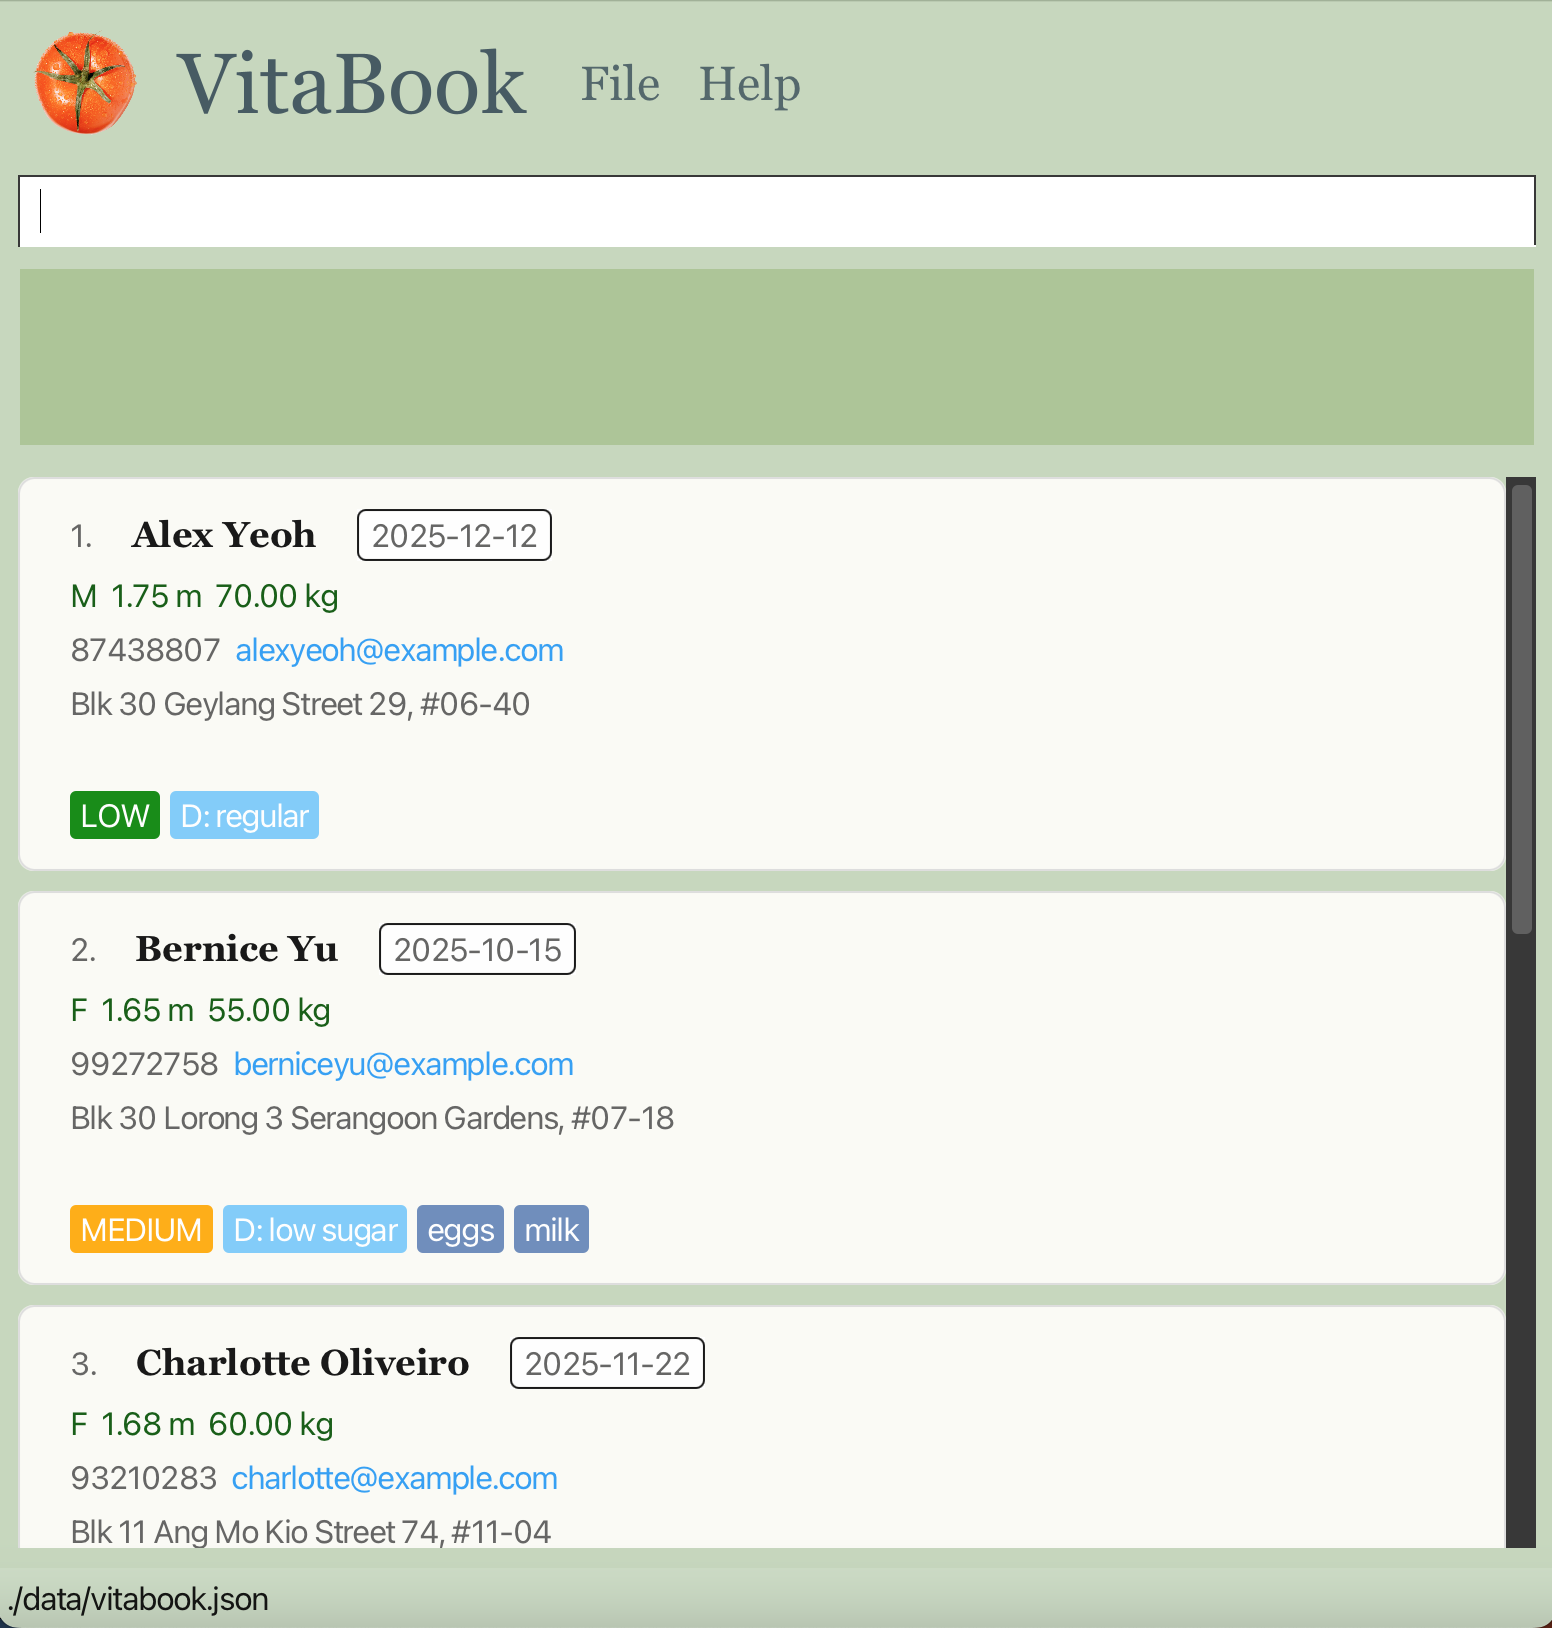 VitaBook File Help
1. Alex Yeoh 2025-12-12
M 1.75 m 70.00 kg
87438807 alexyeoh@example.com
Blk 30 Geylang Street 29, #06-40
LOW D: regular
2. Bernice Yu 2025-10-15
F 1.65 m 55.00 kg
99272758 berniceyu@example.com
Blk 30 Lorong 3 Serangoon Gardens, #07-18
MEDIUM D: low sugar eggs milk
3. Charlotte Oliveiro 2025-11-22
F 1.68 m 60.00 kg
93210283 charlotte@example.com
Blk 11 Ang Mo Kio Street 74, #11-04
./data/vitabook.json